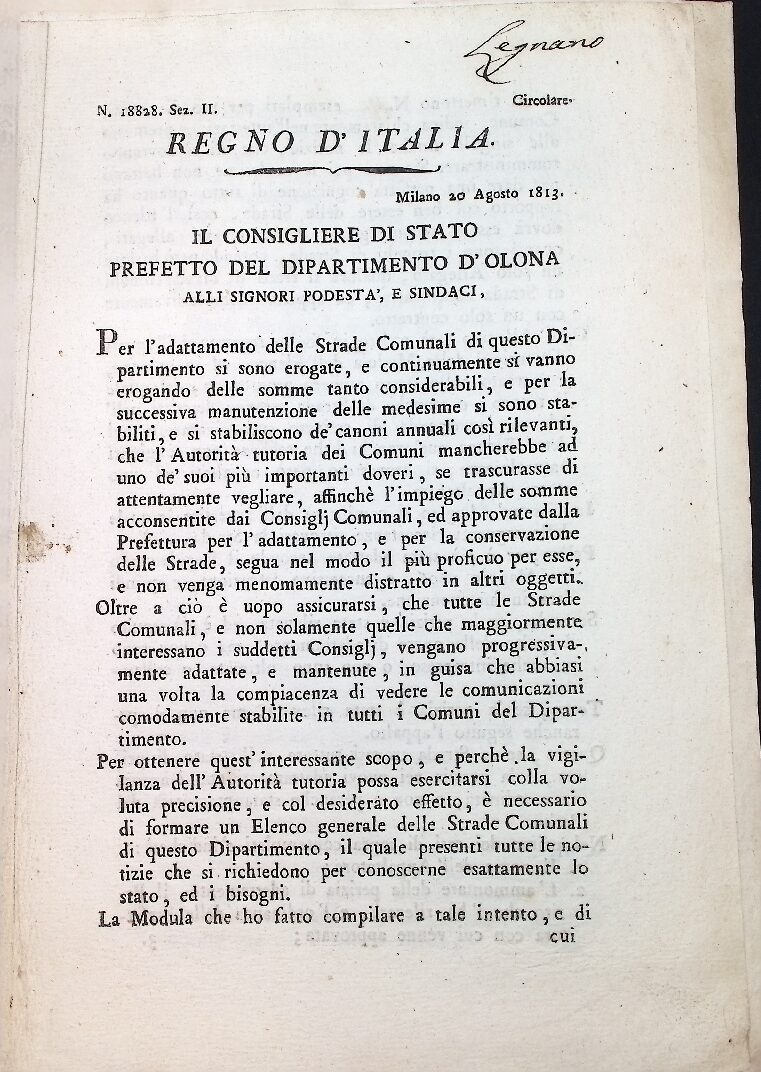 Legnano
N. 18828. Sez. II. Circolare.
REGNO D'ITALIA.
Milano 20 Agosto 1813.
IL CONSIGLIERE DI STATO
PREFETTO DEL DIPARTIMENTO D'OLONA
ALLI SIGNORI PODESTA', E SINDACI,
Per l'adattamento delle Strade Comunali di questo Di-
partimento si sono erogate, e continuamente si vanno
erogando delle somme tanto considerabili, e per la
successiva manutenzione delle medesime si sono sta-
biliti, e si stabiliscono de' canoni annuali così rilevanti,
che l'Autorità tutoria dei Comuni mancherebbe ad
uno de' suoi più importanti doveri, se trascurasse di
attentamente vegliare, affinchè l'impiego delle somme
acconsentite dai Consiglj Comunali, ed approvate dalla
Prefettura per l'adattamento, e per la conservazione
delle Strade, segua nel modo il più proficuo per esse,
e non venga menomamente distratto in altri oggetti.
Oltre a ciò è uopo assicurarsi, che tutte le Strade
Comunali, e non solamente quelle che maggiormente
interessano i suddetti Consiglj, vengano progressiva-
mente adattate, e mantenute, in guisa che abbiasi
una volta la compiacenza di vedere le comunicazioni
comodamente stabilite in tutti i Comuni del Dipar-
timento.
Per ottenere quest' interessante scopo, e perchè la vigi-
lanza dell' Autorità tutoria possa esercitarsi colla vo-
luta precisione, e col desiderato effetto, è necessario
di formare un Elenco generale delle Strade Comunali
di questo Dipartimento, il quale presenti tutte le no-
tizie che si richiedono per conoscerne esattamente lo
stato, ed i bisogni.
La Modula che ho fatto compilare a tale intento, e di
cui